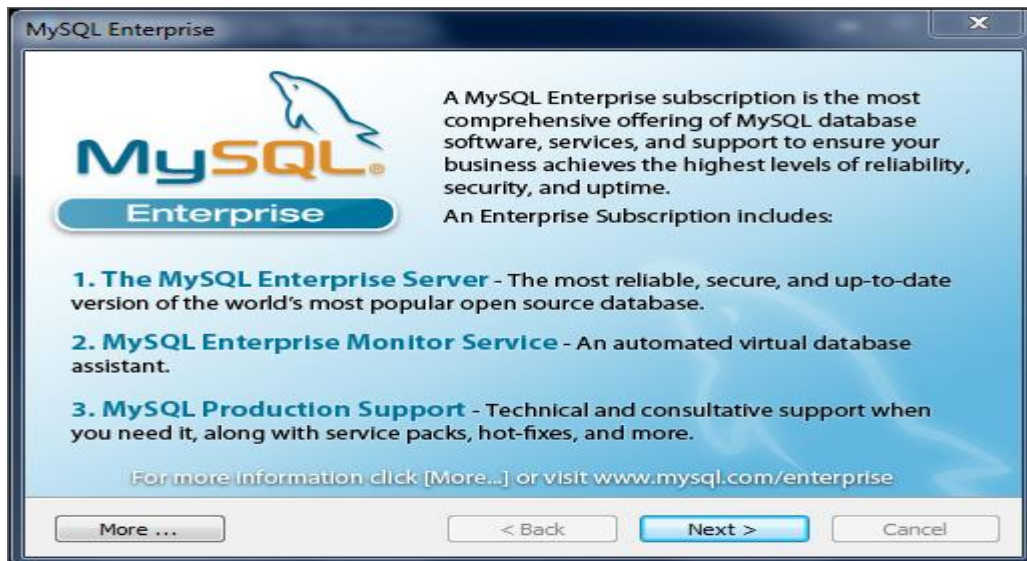 MySQL Enterprise
x
MySQL®
Enterprise
A MySQL Enterprise subscription is the most
comprehensive offering of MySQL database
software, services, and support to ensure your
business achieves the highest levels of reliability,
security, and uptime.
An Enterprise Subscription includes:
1. The MySQL Enterprise Server - The most reliable, secure, and up-to-date
version of the world's most popular open source database.
2. MySQL Enterprise Monitor Service - An automated virtual database
assistant.
3. MySQL Production Support - Technical and consultative support when
you need it, along with service packs, hot-fixes, and more.
For more information click [More...] or visit www.mysql.com/enterprise
More ...
< Back
Next >
Cancel